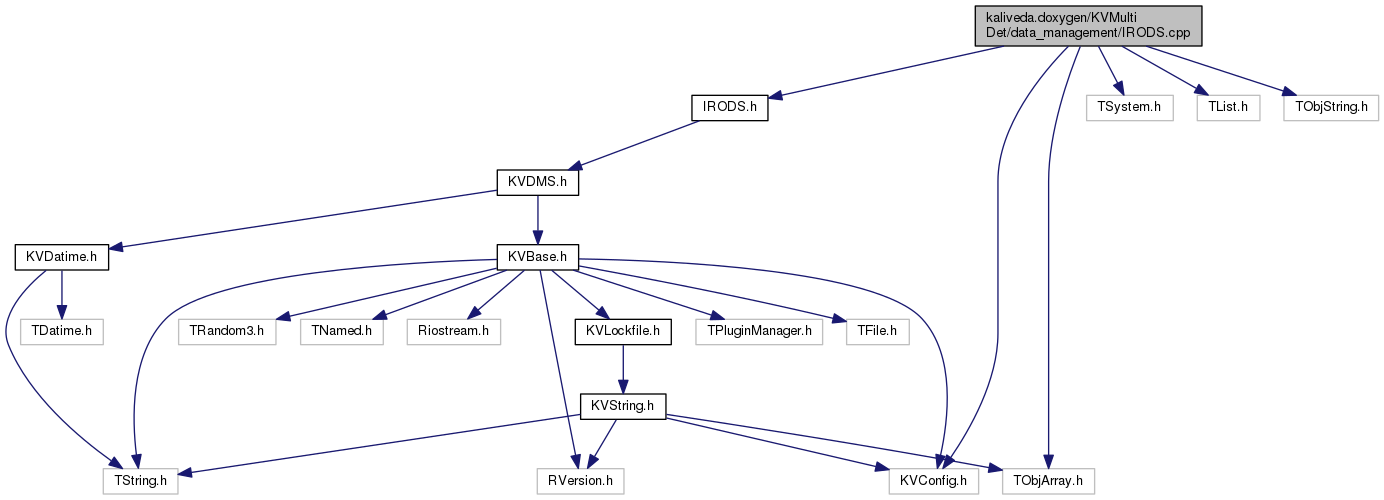 kaliveda.doxygen/KVMulti
Det/data_management/IRODS.cpp
IRODS.h
TSystem.h
TList.h
TObjString.h
KVDMS.h
KVDatime.h
KVBase.h
TDatime.h
TRandom3.h
TNamed.h
Riostream.h
KVLockfile.h
TPluginManager.h
TFile.h
KVString.h
TString.h
RVersion.h
KVConfig.h
TObjArray.h